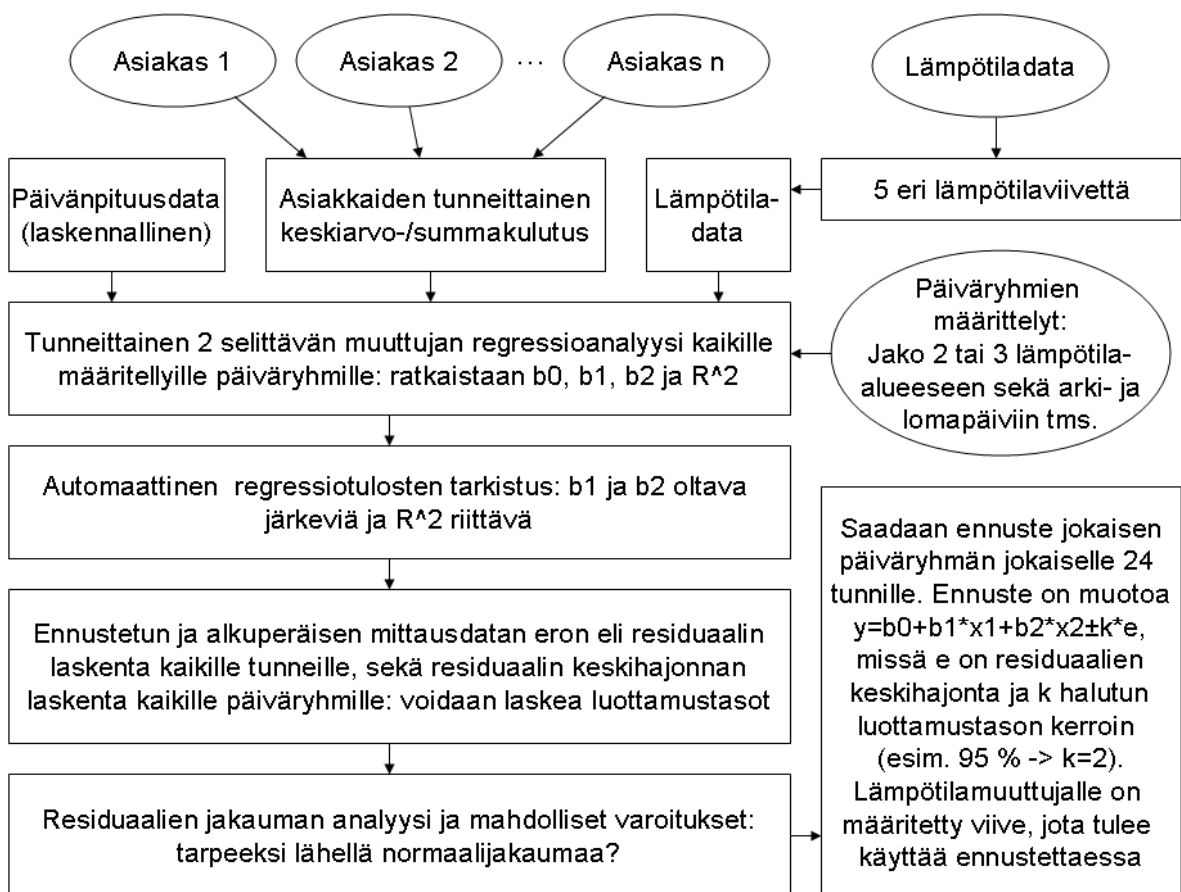 Asiakas 1
Asiakas 2
...
Asiakas n
Lämpötiladata
Päivänpituusdata
(laskennallinen)
Asiakkaiden tunneittainen
keskiarvo-/summakulutus
Lämpötila-
data
5 eri lämpötilaviivettä
Tunneittainen 2 selittävän muuttujan regressioanalyysi kaikille
määritellyille päiväryhmille: ratkaistaan b0, b1, b2 ja R^2
Päiväryhmien
määrittelyt:
Jako 2 tai 3 lämpötila-
alueeseen sekä arki- ja
lomapäiviin tms.
Automaattinen regressiotulosten tarkistus: b1 ja b2 oltava
järkeviä ja R^2 riittävä
Ennustetun ja alkuperäisen mittausdatan eron eli residuaalin
laskenta kaikille tunneille, sekä residuaalin keskihajonnan
laskenta kaikille päiväryhmille: voidaan laskea luottamustasot
Residuaalien jakauman analyysi ja mahdolliset varoitukset:
tarpeeksi lähellä normaalijakaumaa?
Saadaan ennuste jokaisen
päiväryhmän jokaiselle 24
tunnille. Ennuste on muotoa
y=b0+b1*x1+b2*x2±k*e,
missä e on residuaalien
keskihajonta ja k halutun
luottamustason kerroin
(esim. 95 % -> k=2).
Lämpötilamuuttujalle on
määritetty viive, jota tulee
käyttää ennustettaessa